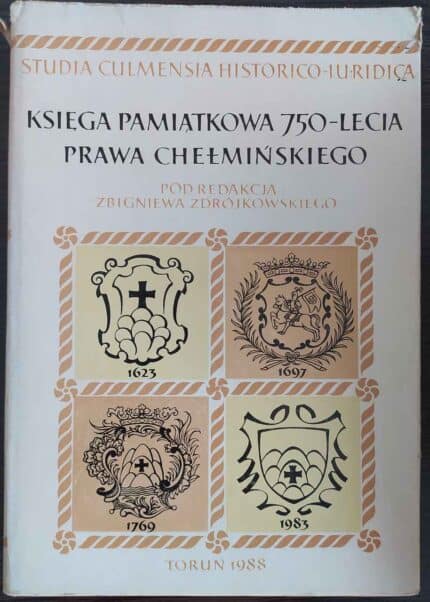 STUDIA CULMENSIA HISTORICO-IURIDICA
KSIĘGA PAMIĄTKOWA 750-LECIA
PRAWA CHEŁMIŃSKIEGO
POD REDAKCJĄ
ZBIGNIEWA ZDRÓJKOWSKIEGO
1623
1697
1769
1983
TORUŃ 1988